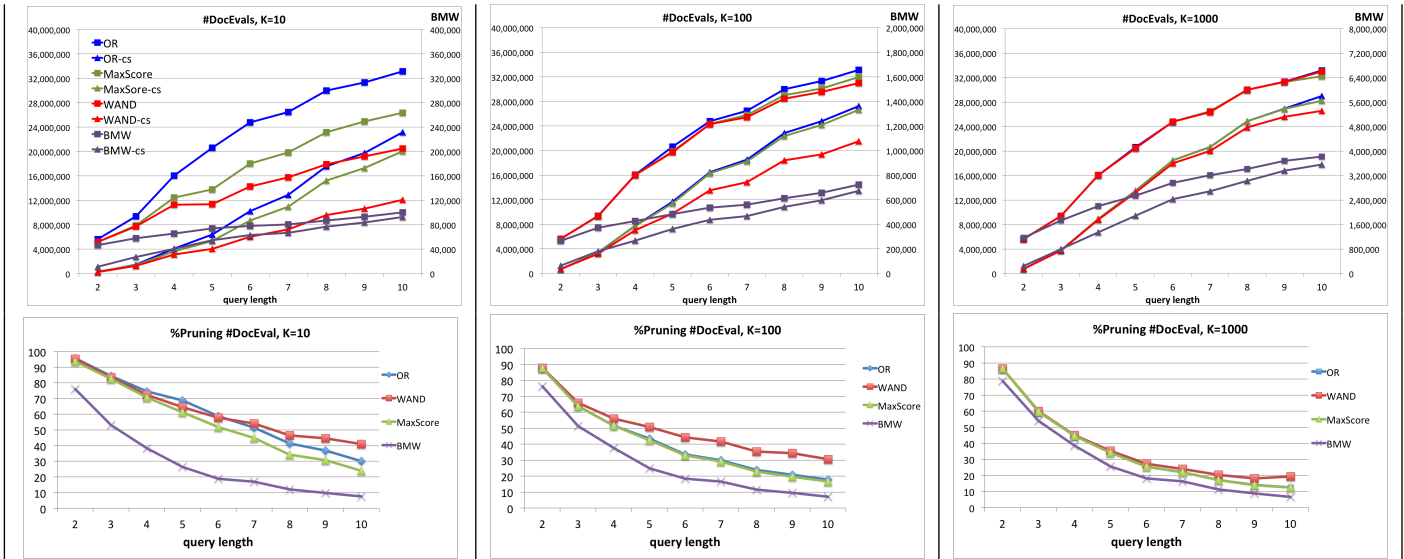 #DocEvals, K=10 BMW
40,000,000 400,000
36,000,000 360,000
32,000,000 320,000
28,000,000 280,000
24,000,000 240,000
20,000,000 200,000
16,000,000 160,000
12,000,000 120,000
8,000,000 80,000
4,000,000 40,000
0 0
OR
OR-cs
MaxScore
MaxSore-cs
WAND
WAND-cs
BMW
BMW-cs
2 3 4 5 6 7 8 9 10
query length
#DocEvals, K=100 BMW
40,000,000 2,000,000
36,000,000 1,800,000
32,000,000 1,600,000
28,000,000 1,400,000
24,000,000 1,200,000
20,000,000 1,000,000
16,000,000 800,000
12,000,000 600,000
8,000,000 400,000
4,000,000 200,000
0 0
2 3 4 5 6 7 8 9 10
query length
#DocEvals, K=1000 BMW
40,000,000 8,000,000
36,000,000 7,200,000
32,000,000 6,400,000
28,000,000 5,600,000
24,000,000 4,800,000
20,000,000 4,000,000
16,000,000 3,200,000
12,000,000 2,400,000
8,000,000 1,600,000
4,000,000 800,000
0 0
2 3 4 5 6 7 8 9 10
query length
%Pruning #DocEval, K=10
100
90
80
70
60
50
40
30
20
10
0
OR
WAND
MaxScore
BMW
2 3 4 5 6 7 8 9 10
query length
%Pruning #DocEval, K=100
100
90
80
70
60
50
40
30
20
10
0
OR
WAND
MaxScore
BMW
2 3 4 5 6 7 8 9 10
query length
%Pruning #DocEval, K=1000
100
90
80
70
60
50
40
30
20
10
0
OR
WAND
MaxScore
BMW
2 3 4 5 6 7 8 9 10
query length